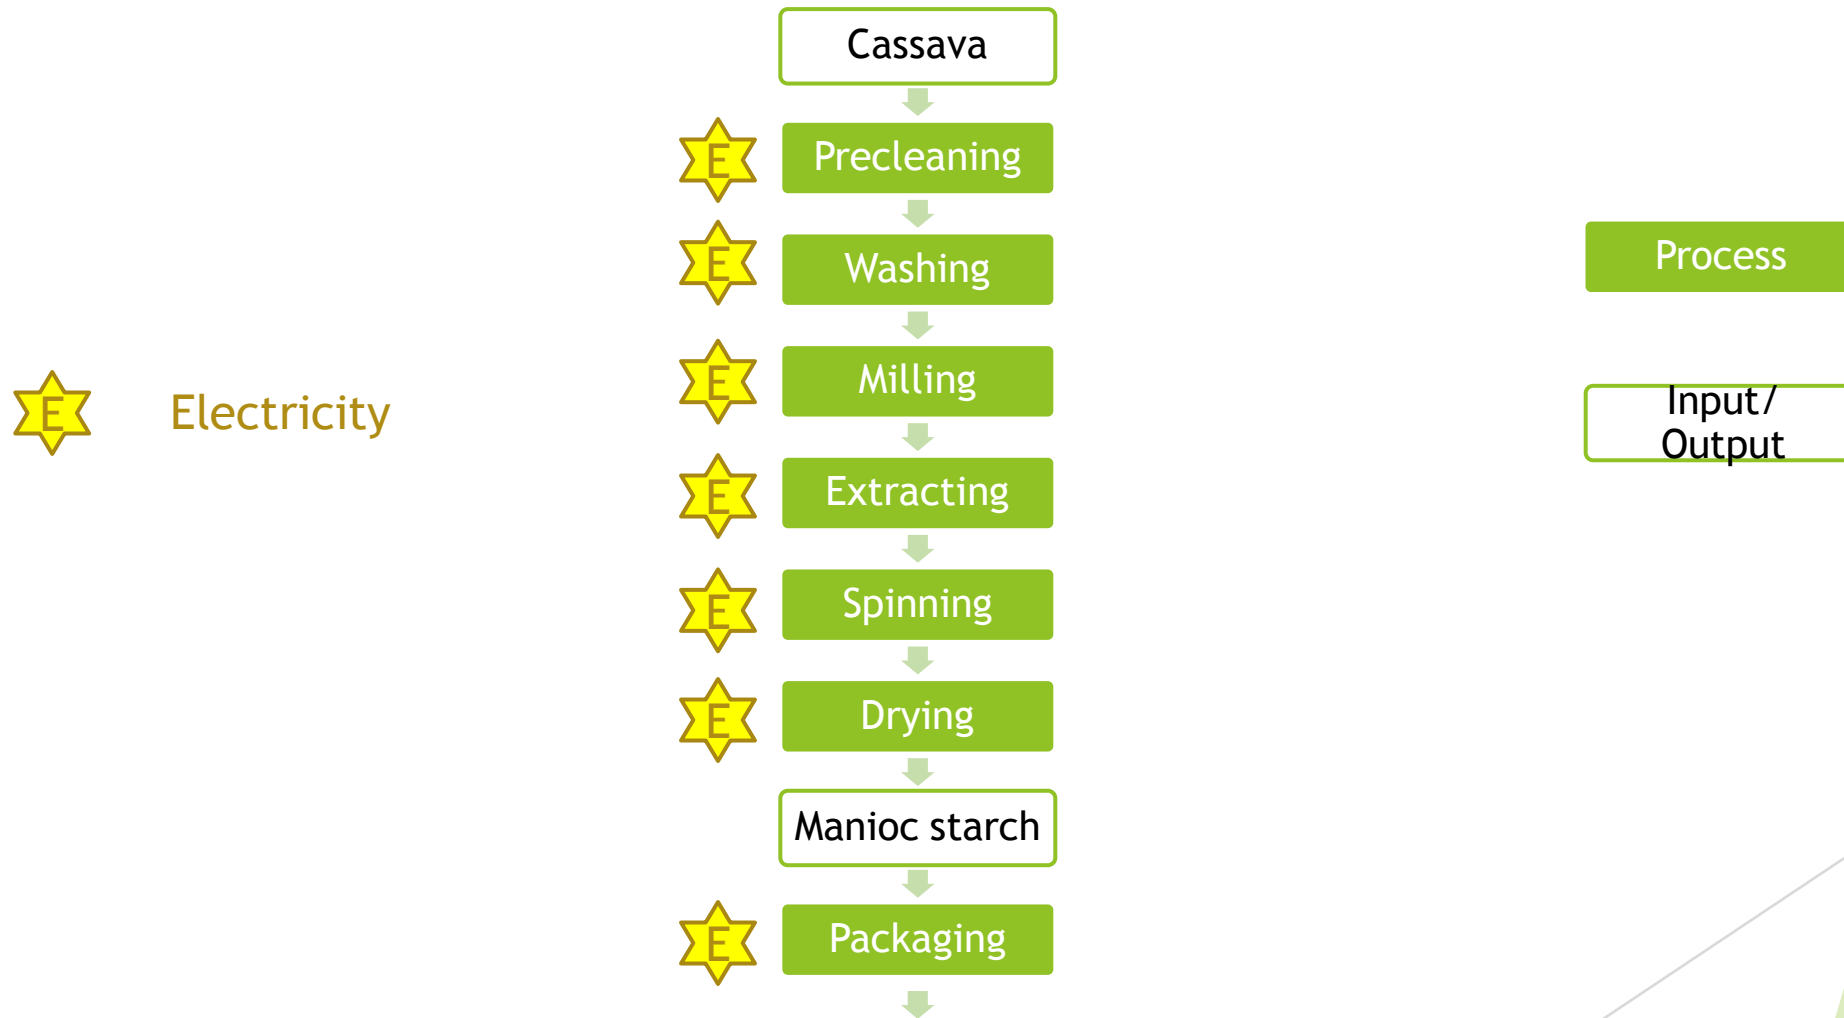 Cassava
E
Precleaning
E
Washing
E
Milling
E
Extracting
E
Spinning
E
Drying
Manioc starch
E
Packaging
E
Electricity
Process
Input/
Output